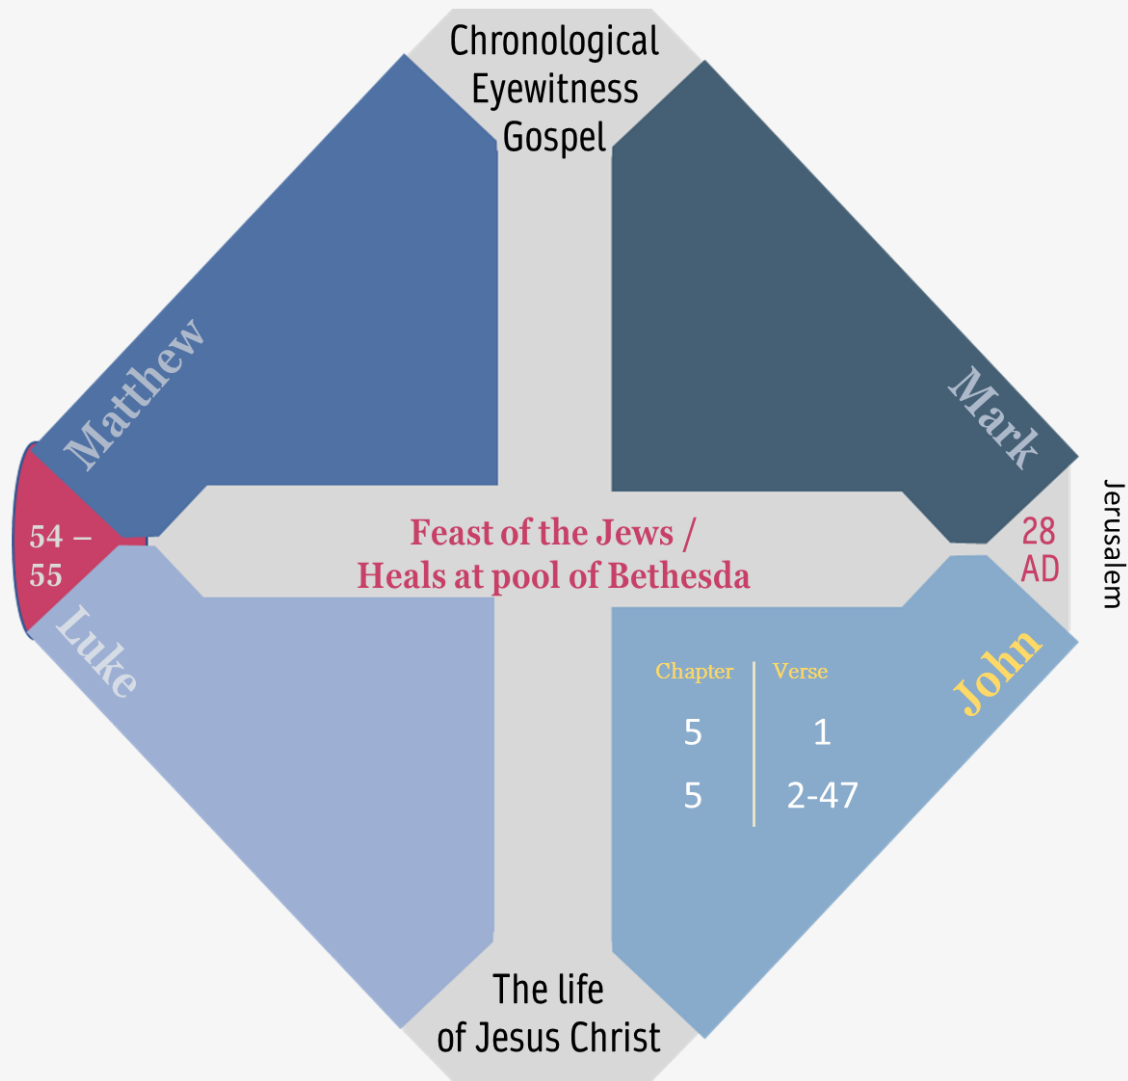 Chronological
Eyewitness
Gospel
Matthew
Mark
54 –
55
Feast of the Jews /
Heals at pool of Bethesda
28
AD
Jerusalem
Luke
John
Chapter Verse
5 1
5 2-47
The life
of Jesus Christ